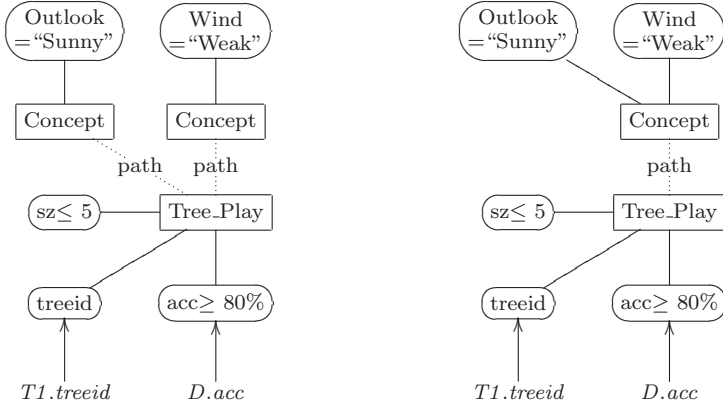 Outlook
=“Sunny”
Wind
=“Weak”
Outlook
=“Sunny”
Wind
=“Weak”
Concept
Concept
Concept
path
path
path
sz≤ 5
Tree_Play
sz≤ 5
Tree_Play
treeid
acc≥ 80%
treeid
acc≥ 80%
T1.treeid
D.acc
T1.treeid
D.acc